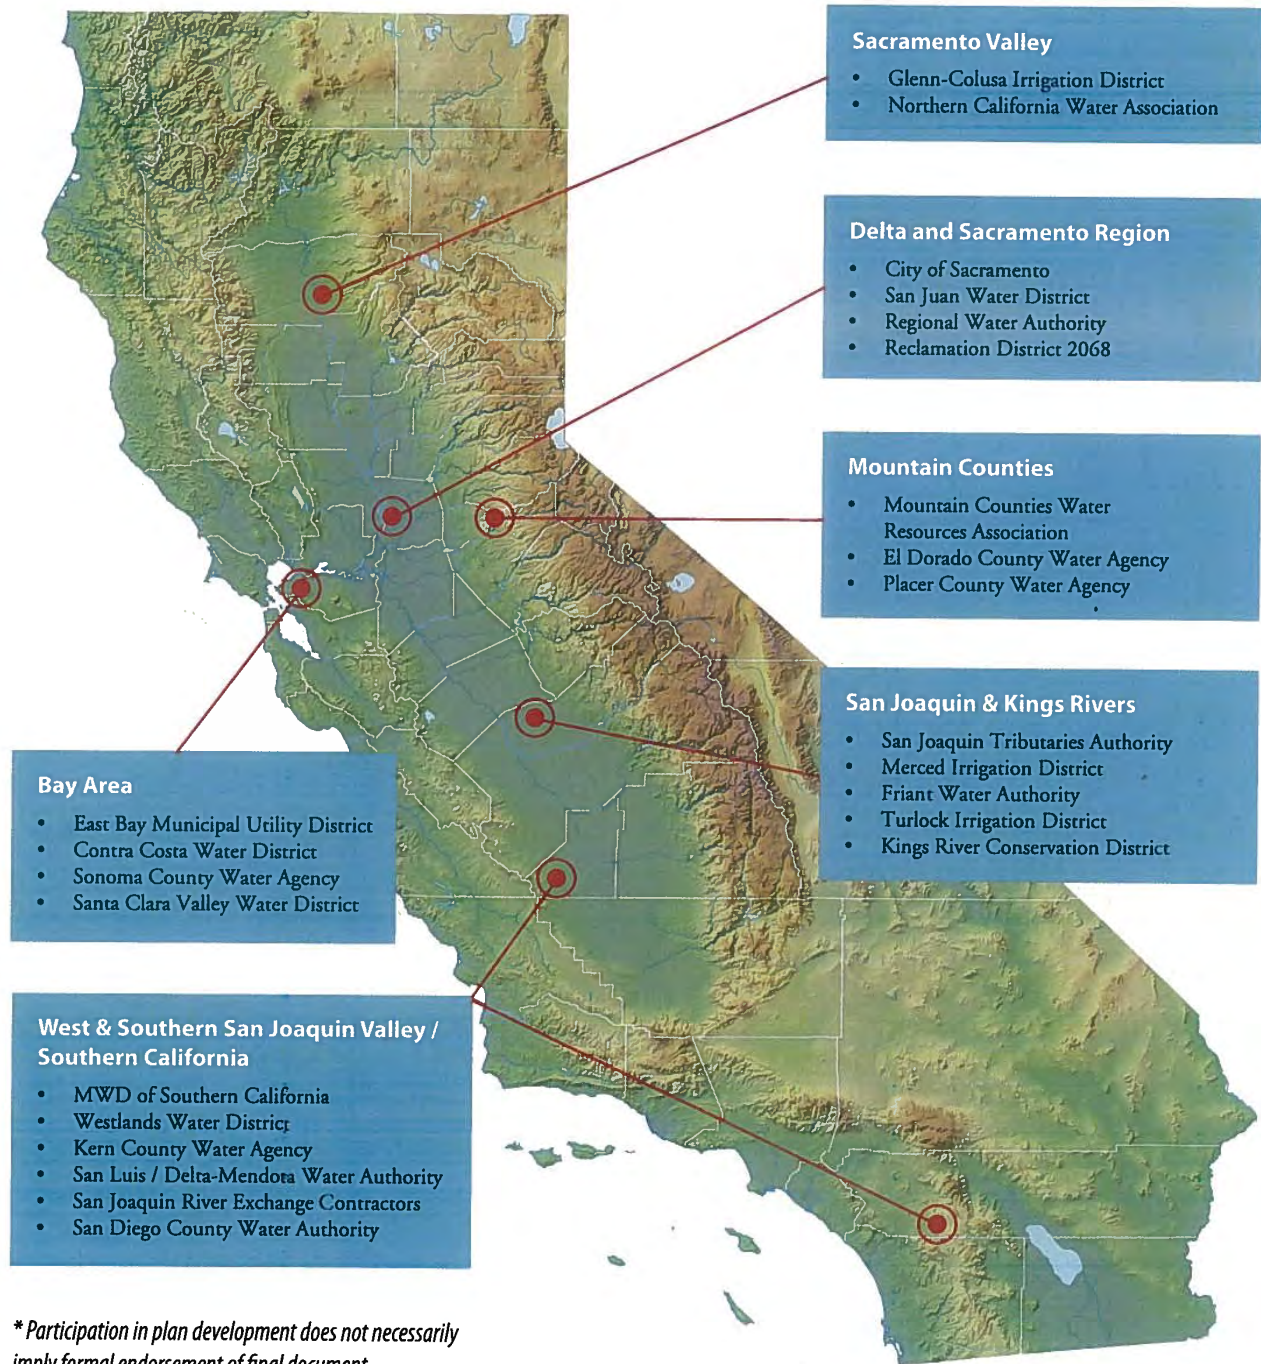 Sacramento Valley
• Glenn-Colusa Irrigation District
• Northern California Water Association
Delta and Sacramento Region
• City of Sacramento
• San Juan Water District
• Regional Water Authority
• Reclamation District 2068
Mountain Counties
• Mountain Counties Water
Resources Association
• El Dorado County Water Agency
• Placer County Water Agency
San Joaquin & Kings Rivers
• San Joaquin Tributaries Authority
• Merced Irrigation District
• Friant Water Authority
• Turlock Irrigation District
• Kings River Conservation District
Bay Area
• East Bay Municipal Utility District
• Contra Costa Water District
• Sonoma County Water Agency
• Santa Clara Valley Water District
West & Southern San Joaquin Valley /
Southern California
• MWD of Southern California
• Westlands Water District
• Kern County Water Agency
• San Luis / Delta-Mendota Water Authority
• San Joaquin River Exchange Contractors
• San Diego County Water Authority
* Participation in plan development does not necessarily
imply formal endorsement of final document